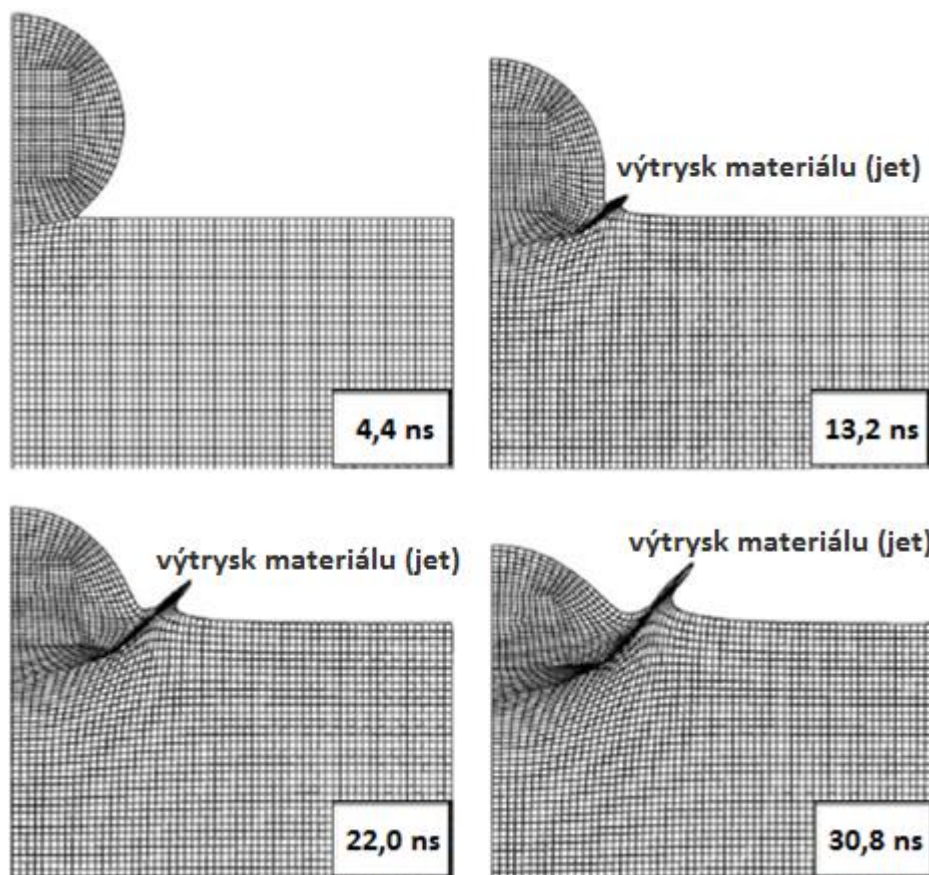 výtrysk materiálu (jet)
4,4 ns
13,2 ns
výtrysk materiálu (jet)
výtrysk materiálu (jet)
22,0 ns
30,8 ns